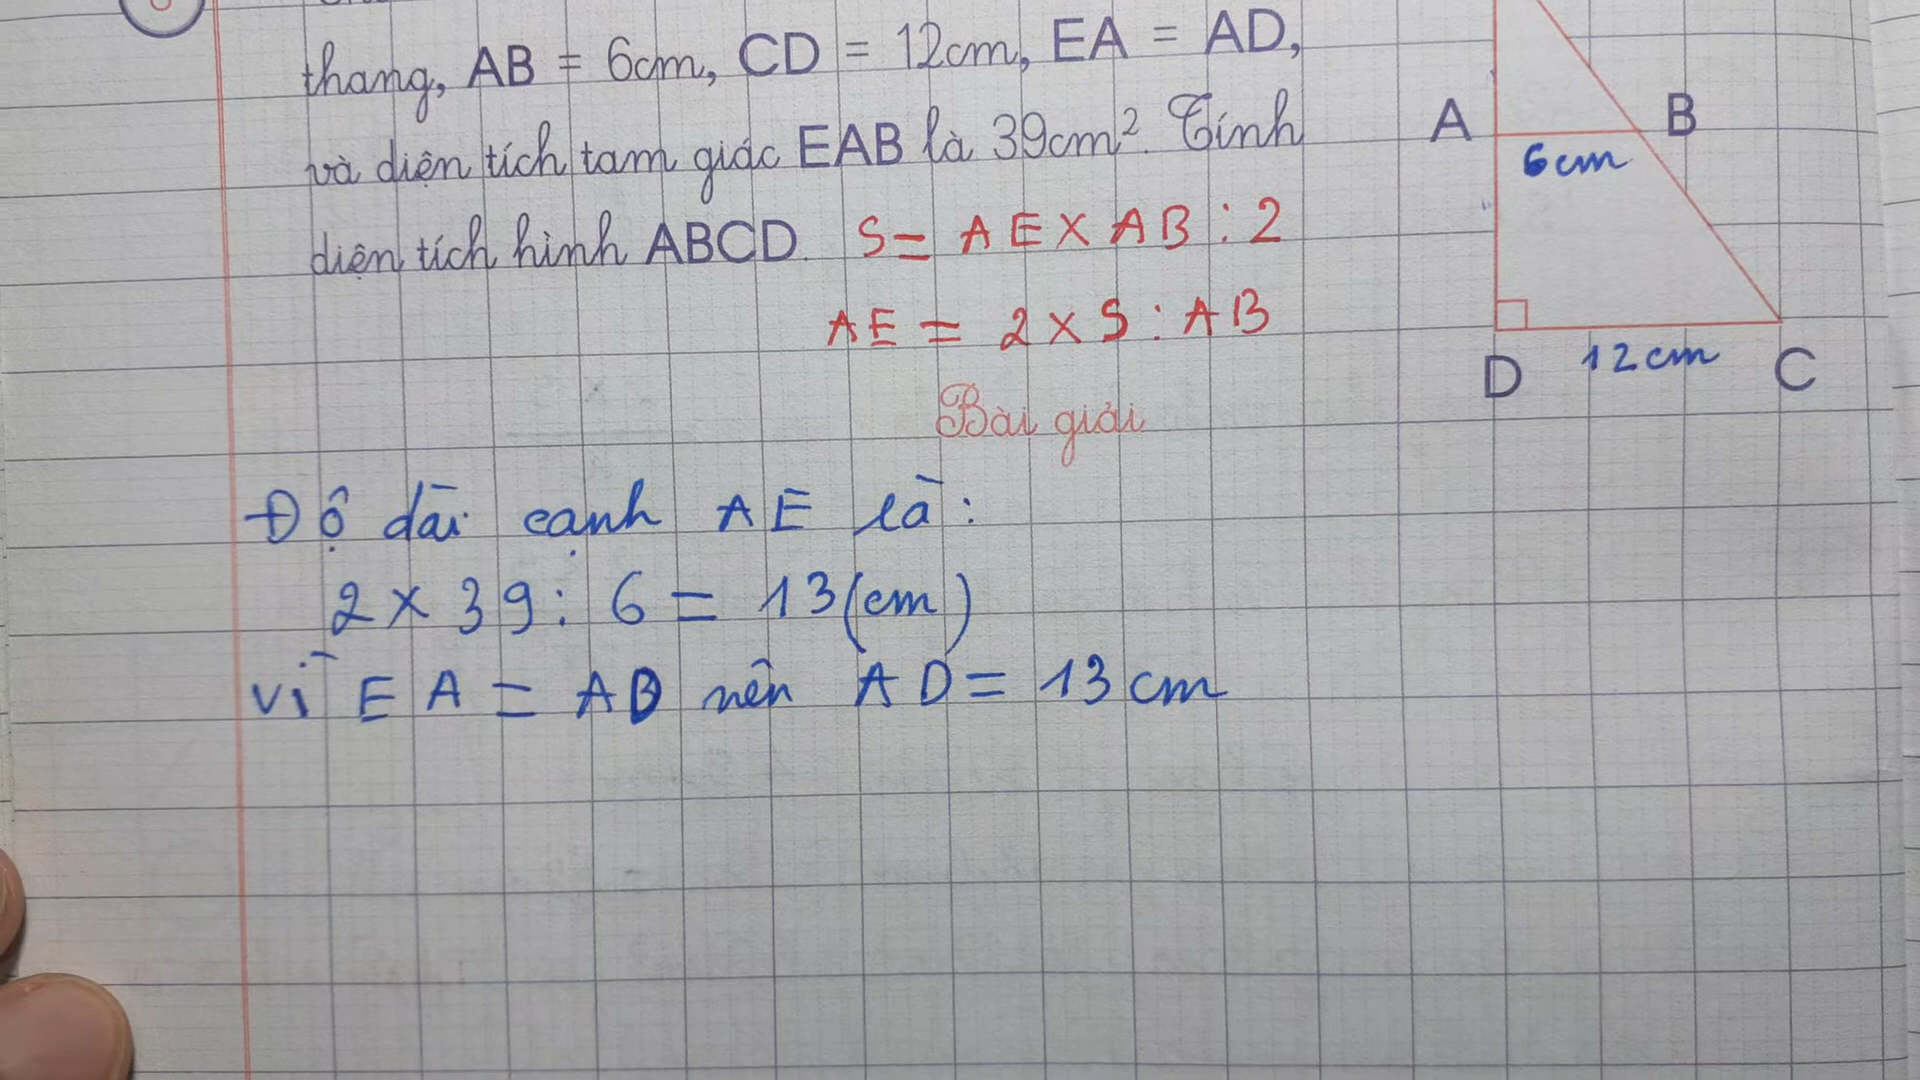 thang, AB = 6cm, CD = 12cm, EA = AD,
và diện tích tam giác EAB là 39cm². Tính
diện tích hình ABCD.
S = AE X AB : 2
AE = 2 x S : AB
A
B
6cm
D
12cm
C
Bài giải
Độ dài cạnh AE là:
2 x 39 : 6 = 13 (cm)
vì EA = AD nên AD = 13 cm